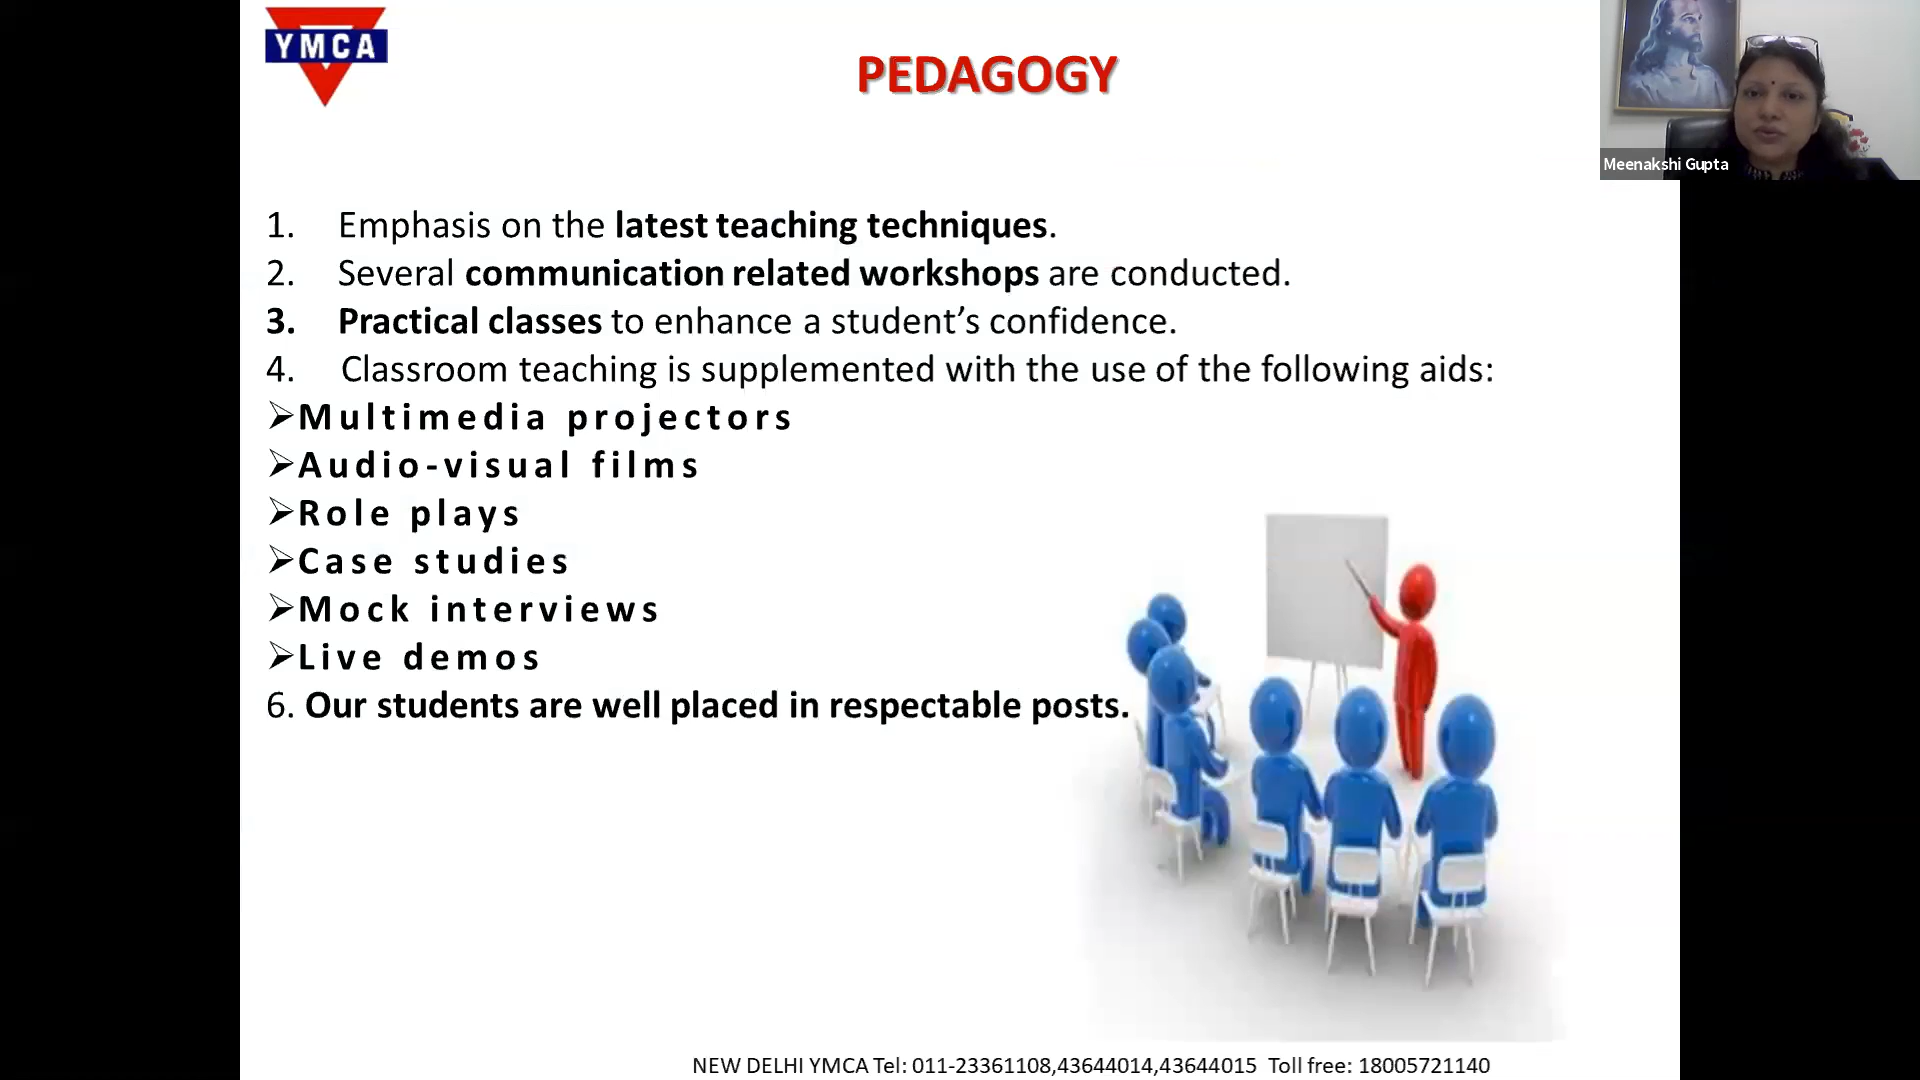 YMCA
PEDAGOGY
Meenakshi Gupta
1. Emphasis on the latest teaching techniques.
2. Several communication related workshops are conducted.
3. Practical classes to enhance a student’s confidence.
4. Classroom teaching is supplemented with the use of the following aids:
➢Multimedia projectors
➢Audio-visual films
➢Role plays
➢Case studies
➢Mock interviews
➢Live demos
6. Our students are well placed in respectable posts.
NEW DELHI YMCA Tel: 011-23361108,43644014,43644015 Toll free: 18005721140